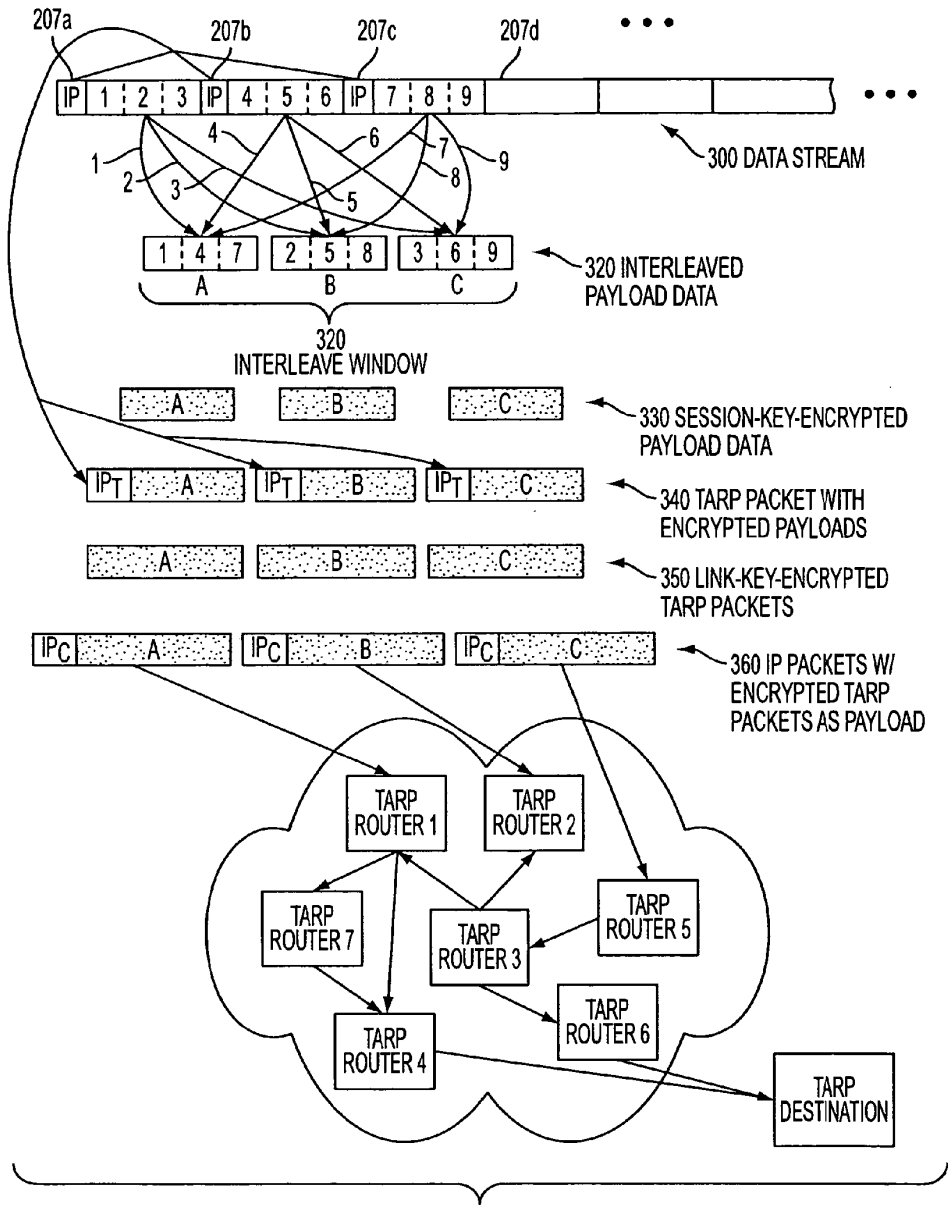 207a
207b
207c
207d
IP 1 2 3 IP 4 5 6 IP 7 8 9
300 DATA STREAM
1
2
3
4
5
6
7
8
9
1 4 7
2 5 8
3 6 9
A
B
C
320 INTERLEAVED
PAYLOAD DATA
320
INTERLEAVE WINDOW
A
B
C
330 SESSION-KEY-ENCRYPTED
PAYLOAD DATA
IPT A
IPT B
IPT C
340 TARP PACKET WITH
ENCRYPTED PAYLOADS
A
B
C
350 LINK-KEY-ENCRYPTED
TARP PACKETS
IPC A
IPC B
IPC C
360 IP PACKETS W/
ENCRYPTED TARP
PACKETS AS PAYLOAD
TARP
ROUTER 1
TARP
ROUTER 2
TARP
ROUTER 7
TARP
ROUTER 3
TARP
ROUTER 5
TARP
ROUTER 4
TARP
ROUTER 6
TARP
DESTINATION